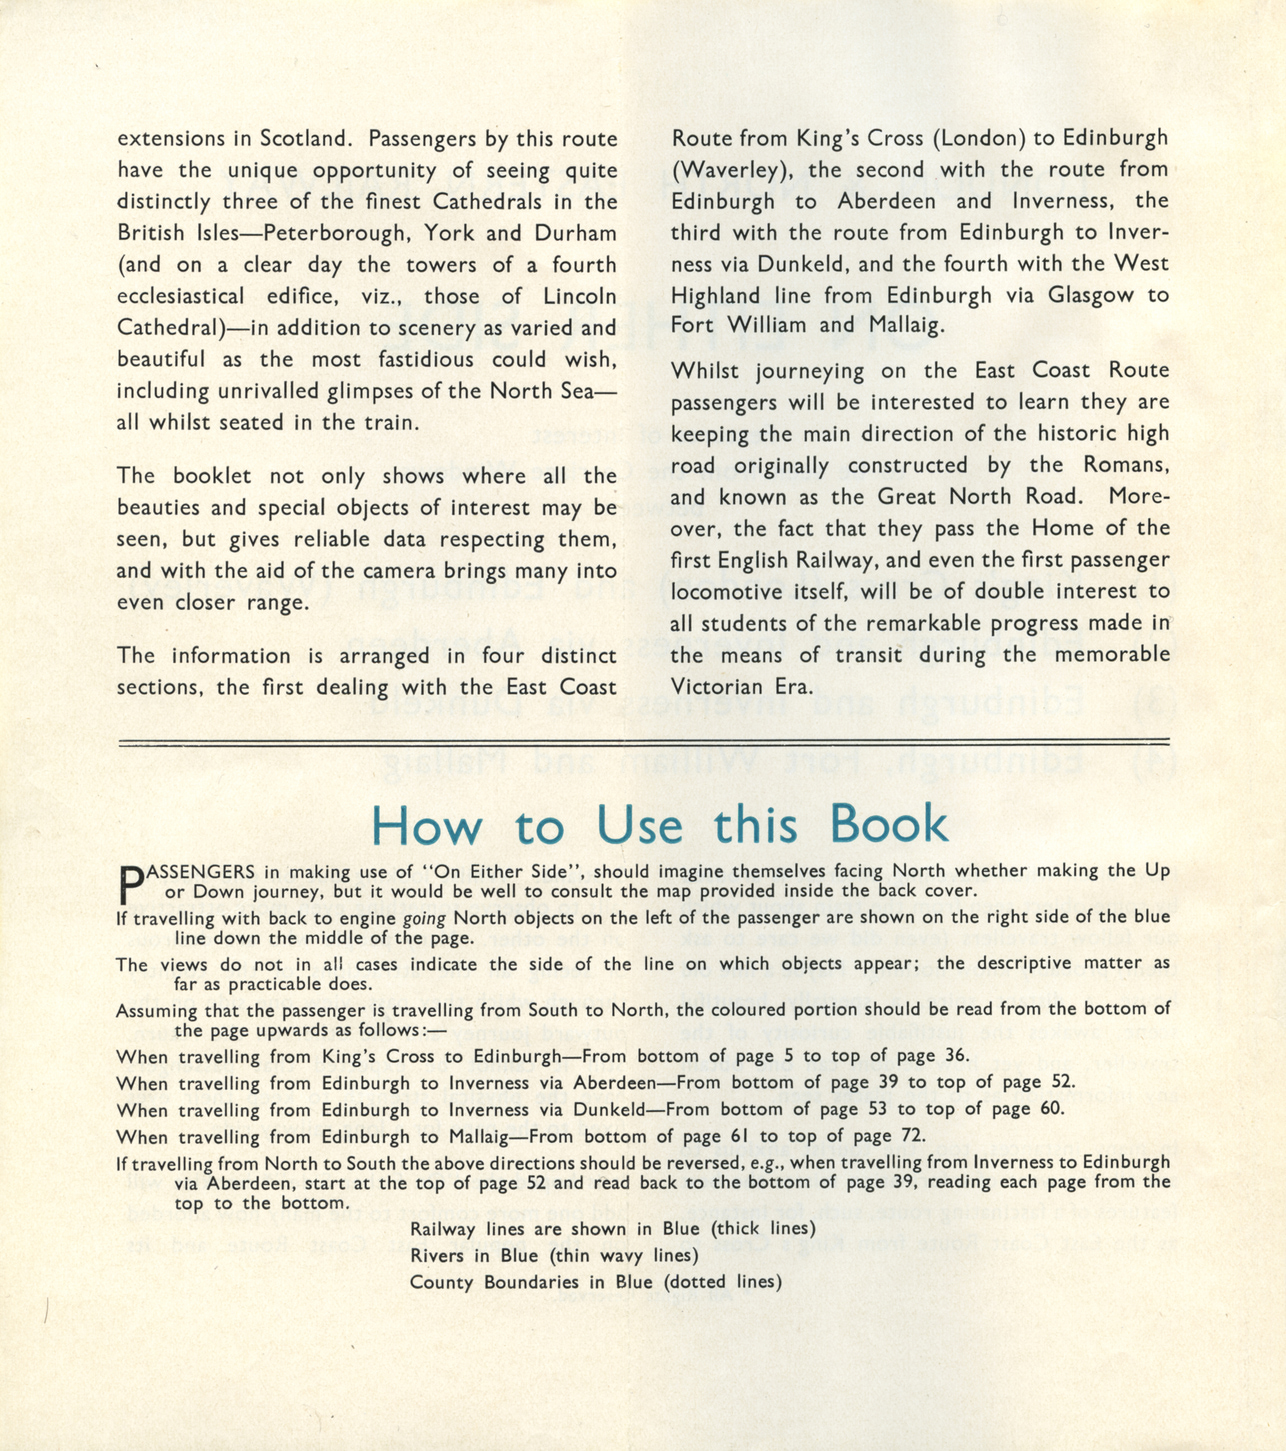 extensions in Scotland. Passengers by this route
have the unique opportunity of seeing quite
distinctly three of the finest Cathedrals in the
British Isles—Peterborough, York and Durham
(and on a clear day the towers of a fourth
ecclesiastical edifice, viz., those of Lincoln
Cathedral)—in addition to scenery as varied and
beautiful as the most fastidious could wish,
including unrivalled glimpses of the North Sea—
all whilst seated in the train.
The booklet not only shows where all the
beauties and special objects of interest may be
seen, but gives reliable data respecting them,
and with the aid of the camera brings many into
even closer range.
The information is arranged in four distinct
sections, the first dealing with the East Coast
Route from King's Cross (London) to Edinburgh
(Waverley), the second with the route from
Edinburgh to Aberdeen and Inverness, the
third with the route from Edinburgh to Inver-
ness via Dunkeld, and the fourth with the West
Highland line from Edinburgh via Glasgow to
Fort William and Mallaig.
Whilst journeying on the East Coast Route
passengers will be interested to learn they are
keeping the main direction of the historic high
road originally constructed by the Romans,
and known as the Great North Road. More-
over, the fact that they pass the Home of the
first English Railway, and even the first passenger
locomotive itself, will be of double interest to
all students of the remarkable progress made in
the means of transit during the memorable
Victorian Era.
How to Use this Book
PASSENGERS in making use of "On Either Side", should imagine themselves facing North whether making the Up
or Down journey, but it would be well to consult the map provided inside the back cover.
If travelling with back to engine going North objects on the left of the passenger are shown on the right side of the blue
line down the middle of the page.
The views do not in all cases indicate the side of the line on which objects appear; the descriptive matter as
far as practicable does.
Assuming that the passenger is travelling from South to North, the coloured portion should be read from the bottom of
the page upwards as follows:—
When travelling from King's Cross to Edinburgh—From bottom of page 5 to top of page 36.
When travelling from Edinburgh to Inverness via Aberdeen—From bottom of page 39 to top of page 52.
When travelling from Edinburgh to Inverness via Dunkeld—From bottom of page 53 to top of page 60.
When travelling from Edinburgh to Mallaig—From bottom of page 61 to top of page 72.
If travelling from North to South the above directions should be reversed, e.g., when travelling from Inverness to Edinburgh
via Aberdeen, start at the top of page 52 and read back to the bottom of page 39, reading each page from the
top to the bottom.
Railway lines are shown in Blue (thick lines)
Rivers in Blue (thin wavy lines)
County Boundaries in Blue (dotted lines)